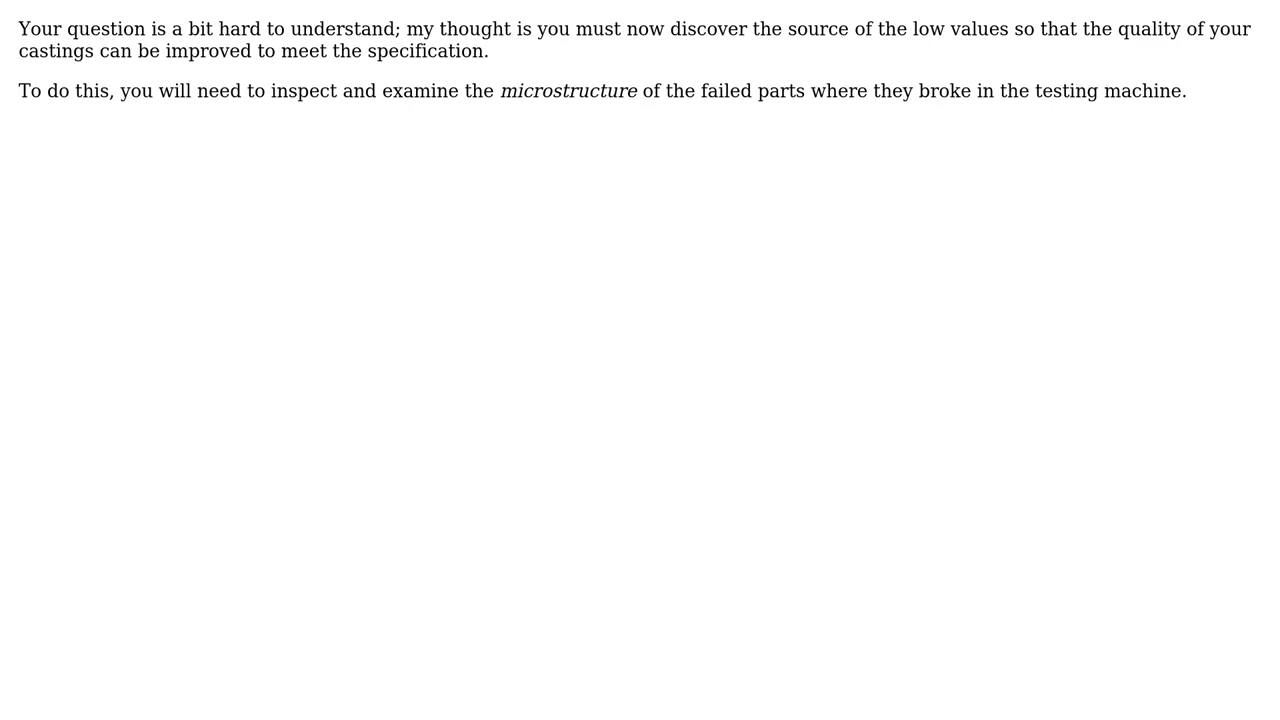 Your question is a bit hard to understand; my thought is you must now discover the source of the low values so that the quality of your
castings can be improved to meet the specification.
To do this, you will need to inspect and examine the microstructure of the failed parts where they broke in the testing machine.